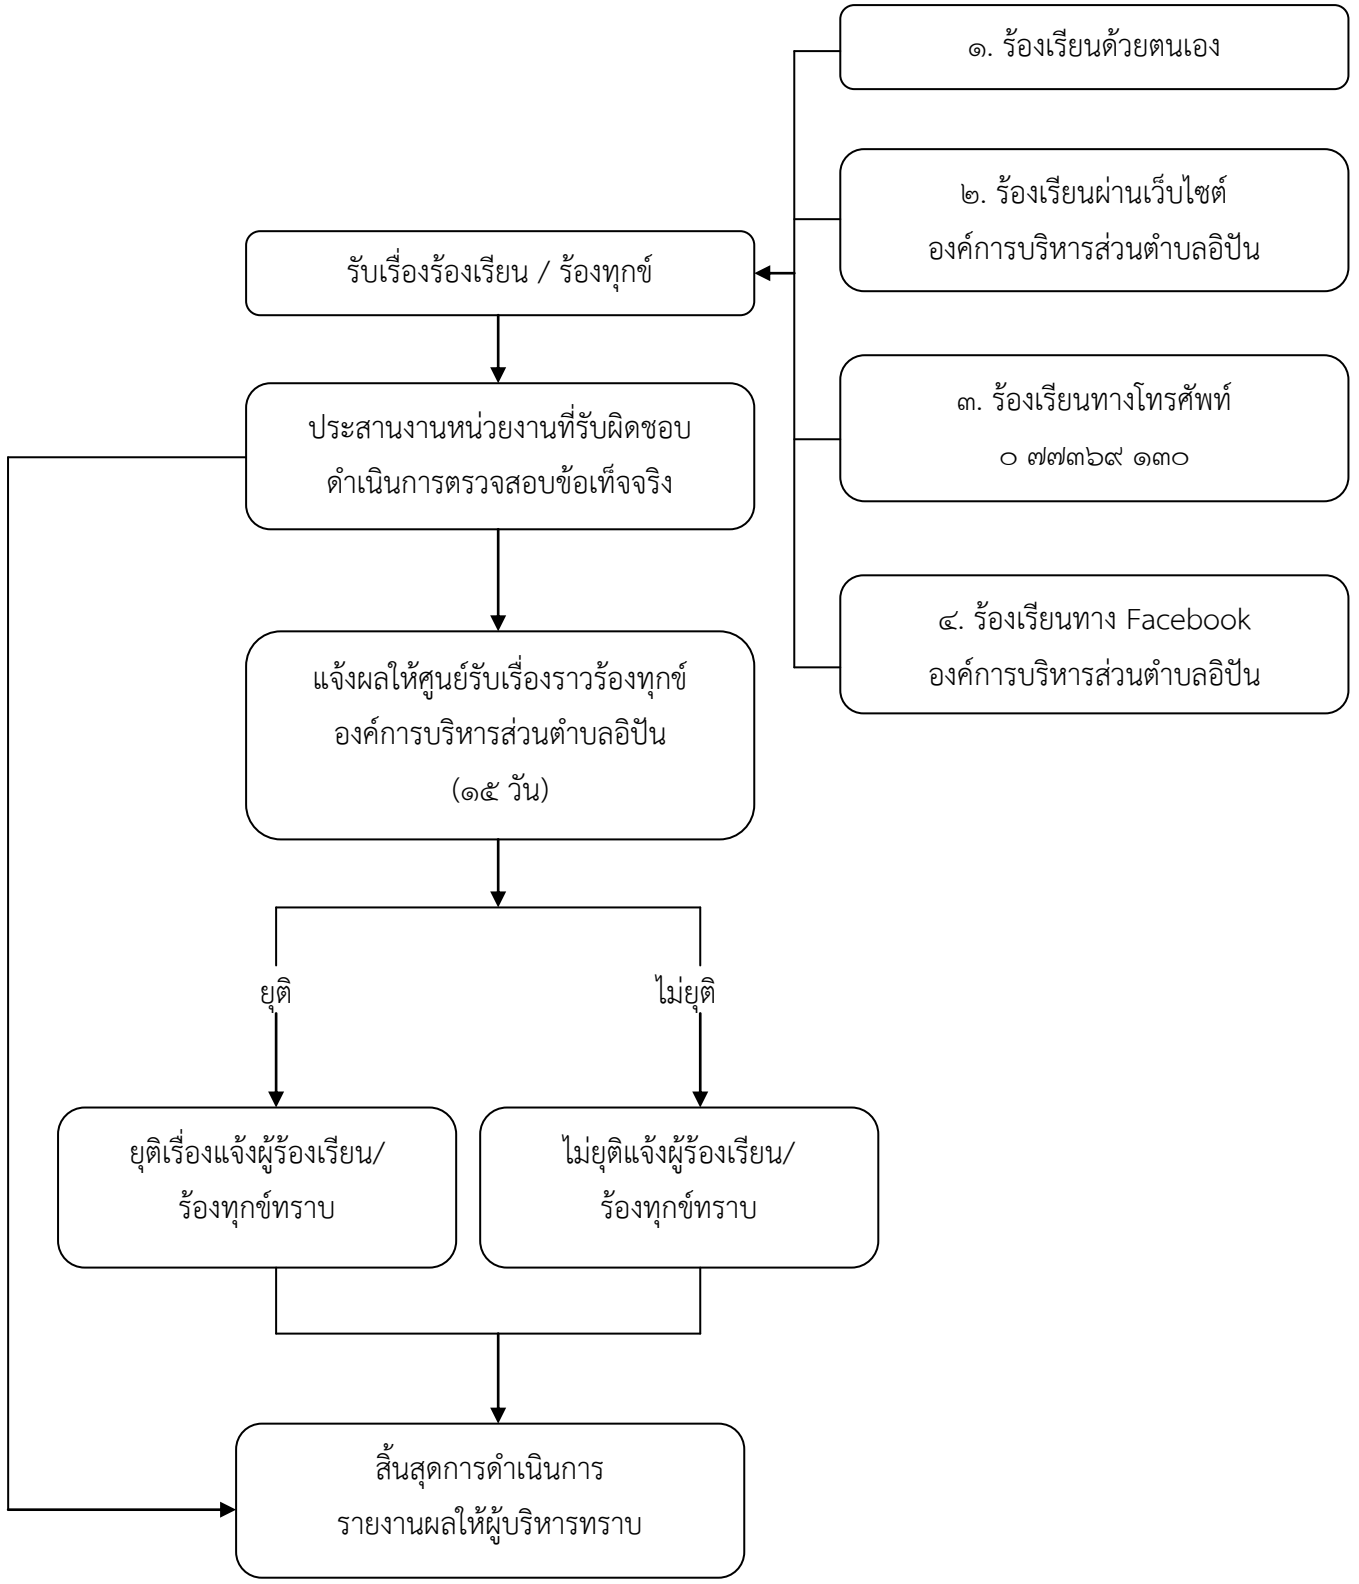 ๑. ร้องเรียนด้วยตนเอง
๒. ร้องเรียนผ่านเว็บไซต์
องค์การบริหารส่วนตำบลอิปัน
๓. ร้องเรียนทางโทรศัพท์
๐ ๗๗๓๖๙ ๑๓๐
๔. ร้องเรียนทาง Facebook
องค์การบริหารส่วนตำบลอิปัน
รับเรื่องร้องเรียน / ร้องทุกข์
ประสานงานหน่วยงานที่รับผิดชอบ
ดำเนินการตรวจสอบข้อเท็จจริง
แจ้งผลให้ศูนย์รับเรื่องราวร้องทุกข์
องค์การบริหารส่วนตำบลอิปัน
(๑๕ วัน)
ยุติ
ไม่ยุติ
ยุติเรื่องแจ้งผู้ร้องเรียน/
ร้องทุกข์ทราบ
ไม่ยุติแจ้งผู้ร้องเรียน/
ร้องทุกข์ทราบ
สิ้นสุดการดำเนินการ
รายงานผลให้ผู้บริหารทราบ